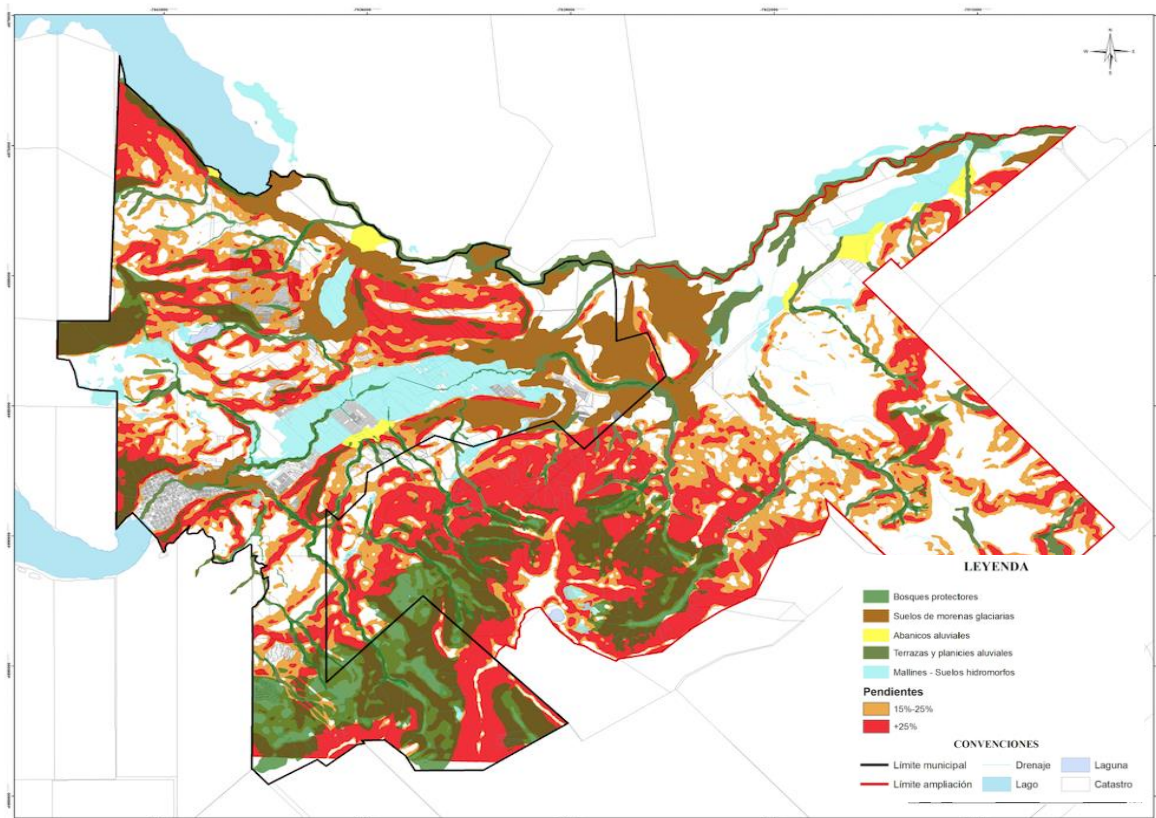 N
E
S
LEYENDA
Bosques protectores
Suelos de morenas glaciarias
Abanicos aluviales
Terrazas y planicies aluviales
Mallines - Suelos hidromorfos
Pendientes
15%-25%
+25%
CONVENCIONES
Límite municipal
Drenaje
Laguna
Límite ampliación
Lago
Catastro